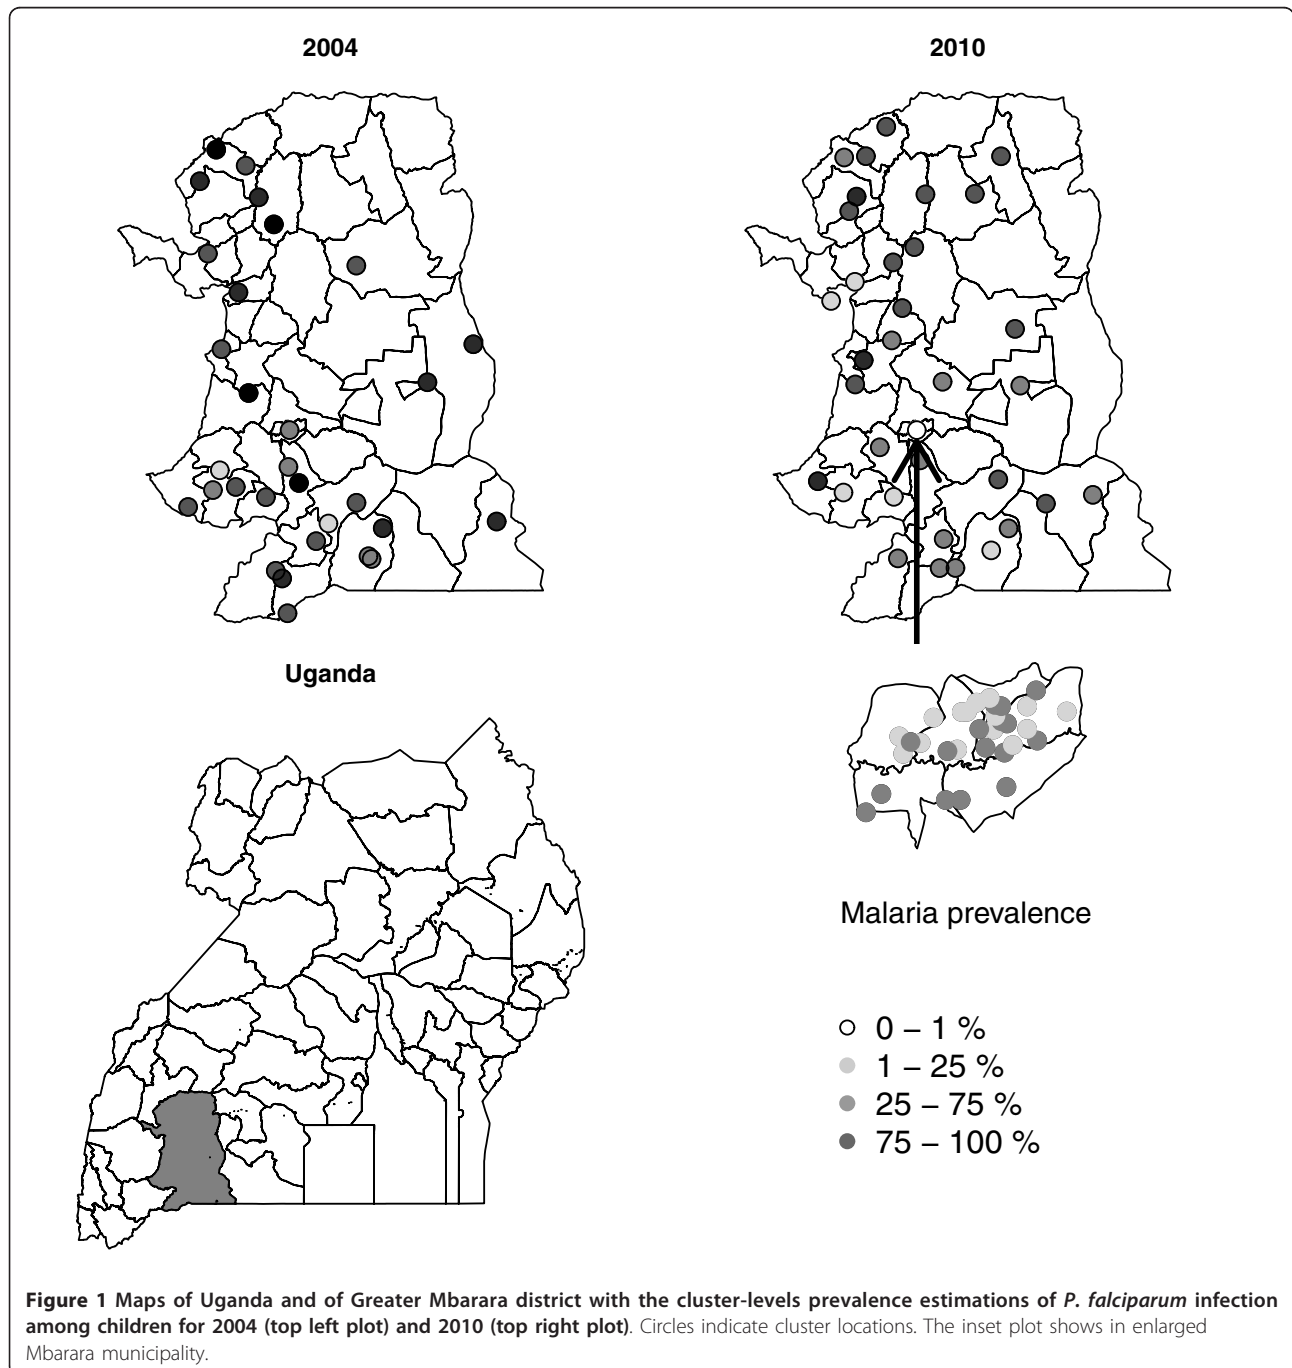 2004
2010
Uganda
Malaria prevalence
0 – 1 %
1 – 25 %
25 – 75 %
75 – 100 %
Figure 1 Maps of Uganda and of Greater Mbarara district with the cluster-levels prevalence estimations of P. falciparum infection
among children for 2004 (top left plot) and 2010 (top right plot). Circles indicate cluster locations. The inset plot shows in enlarged
Mbarara municipality.